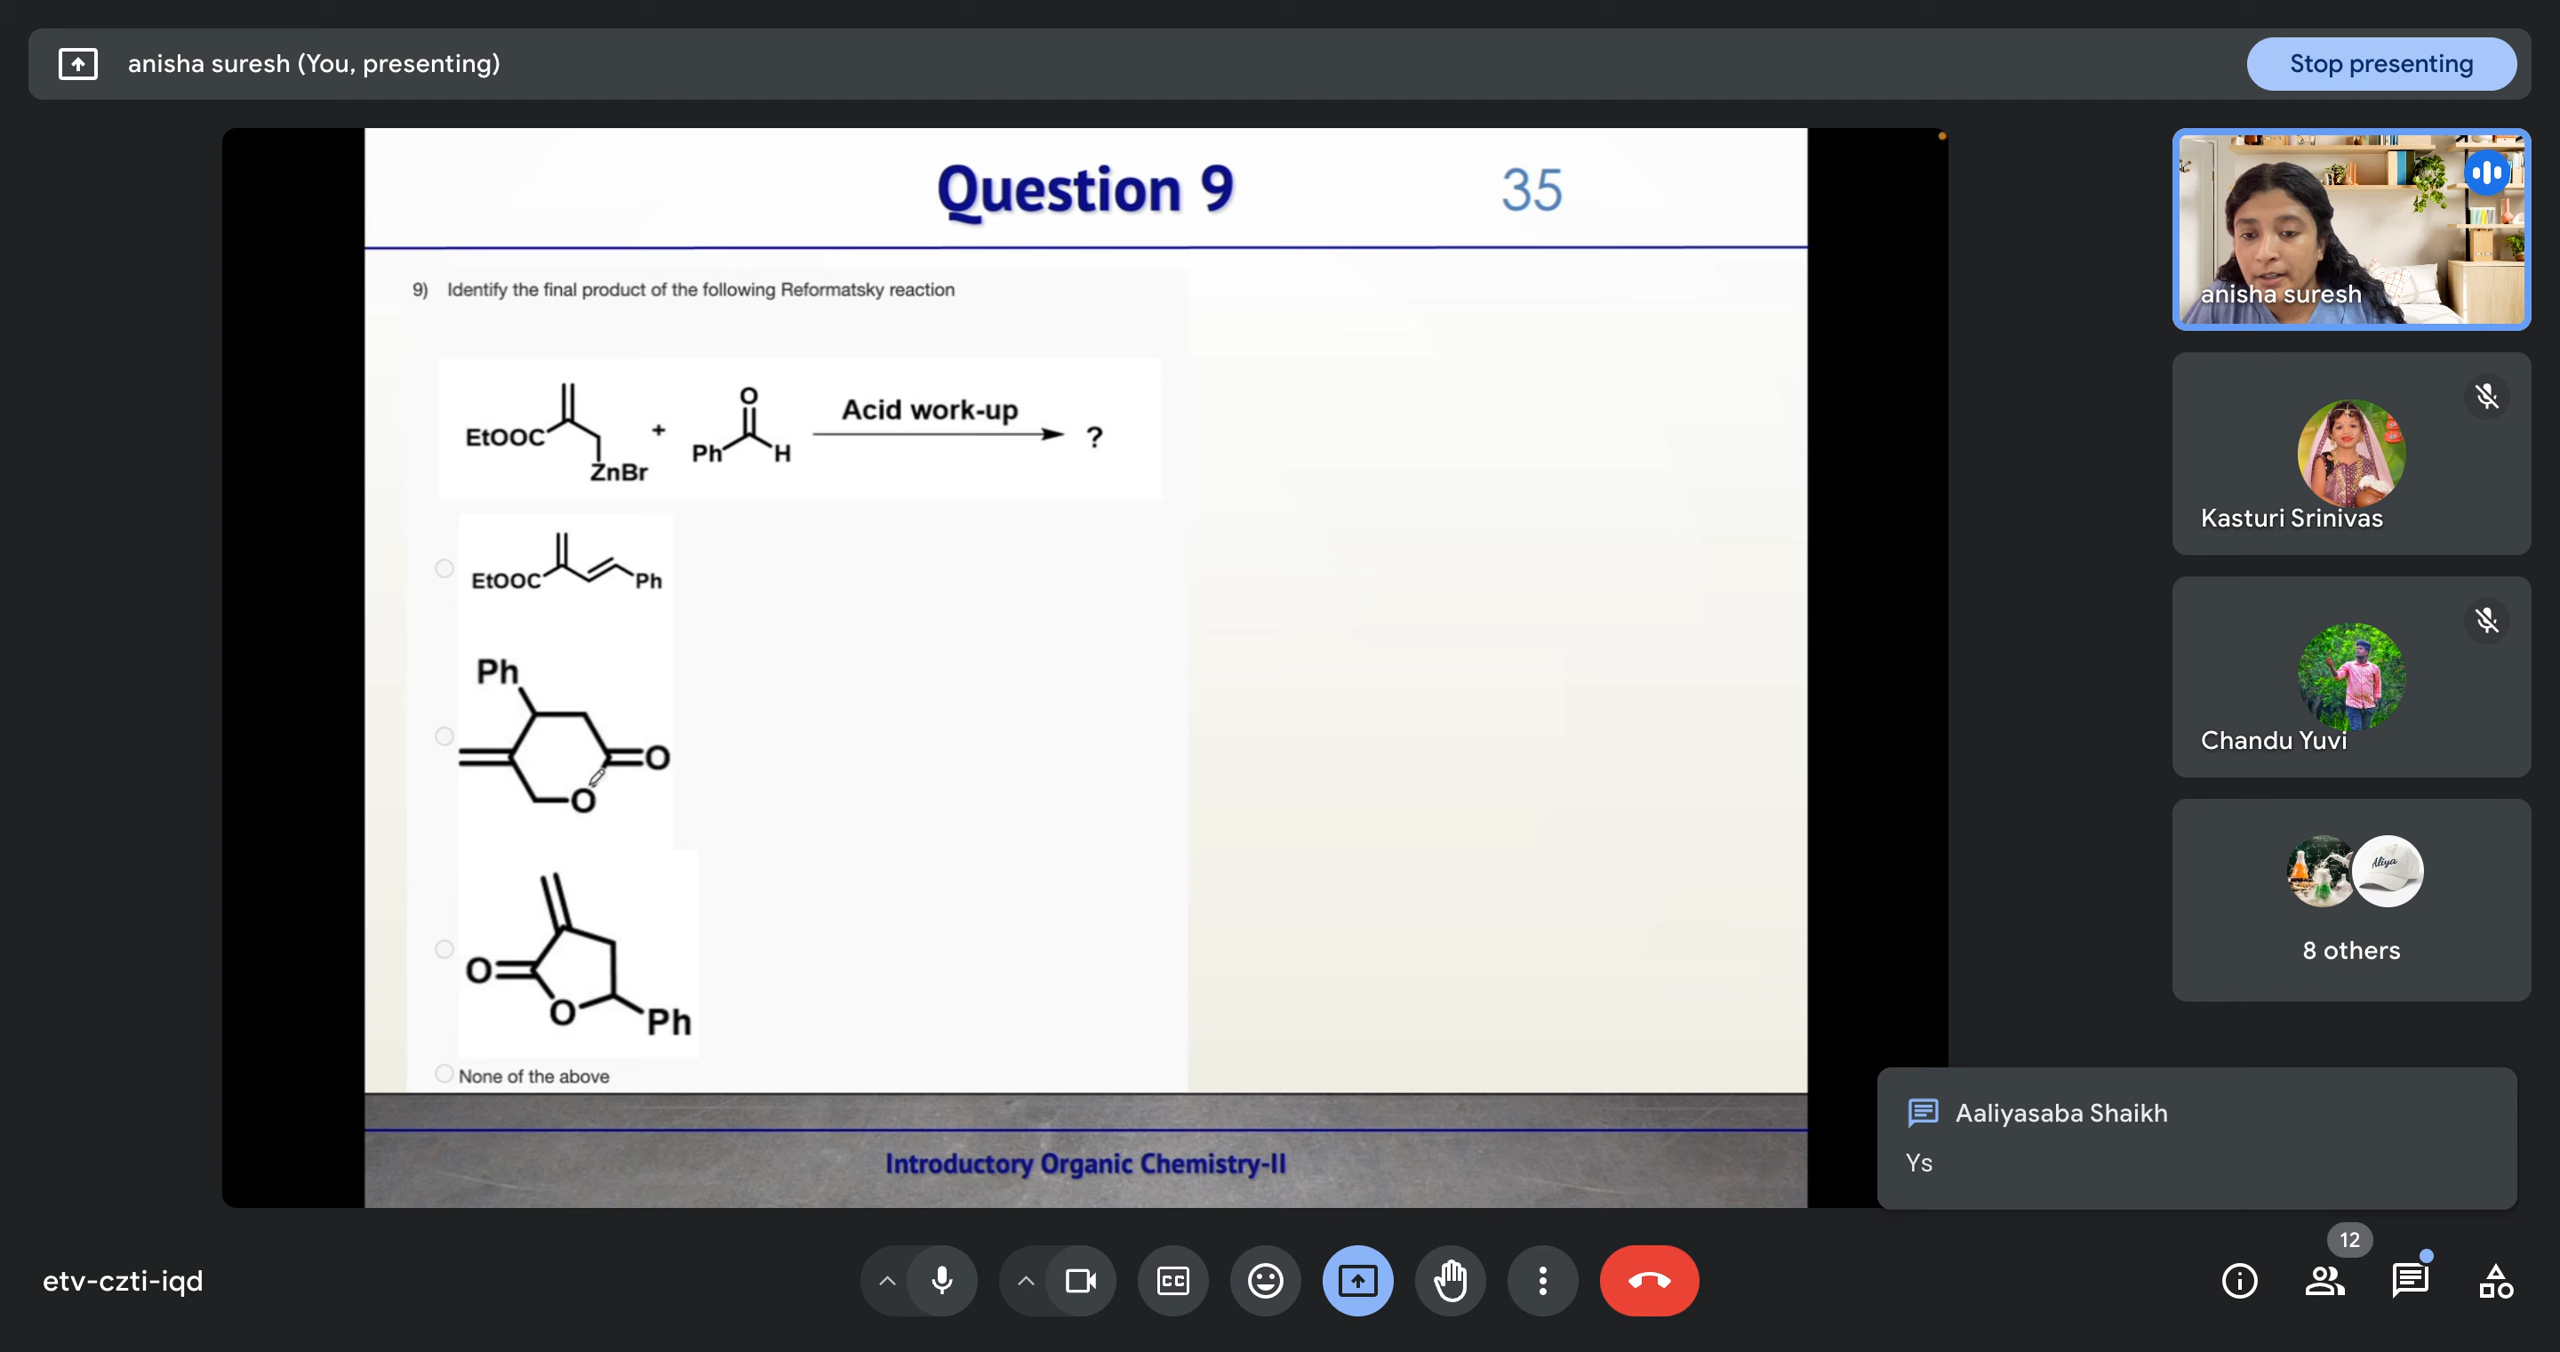 anisha suresh (You, presenting)
Stop presenting
Question 9
35
9) Identify the final product of the following Reformatsky reaction
EtOOC
ZnBr
+
O
Ph
H
Acid work-up
?
EtOOC
Ph
Ph
O
O
O
O
Ph
None of the above
Introductory Organic Chemistry-II
anisha suresh
Kasturi Srinivas
Chandu Yuvi
Aliya
8 others
Aaliyasaba Shaikh
Ys
etv-czti-iqd
CC
12